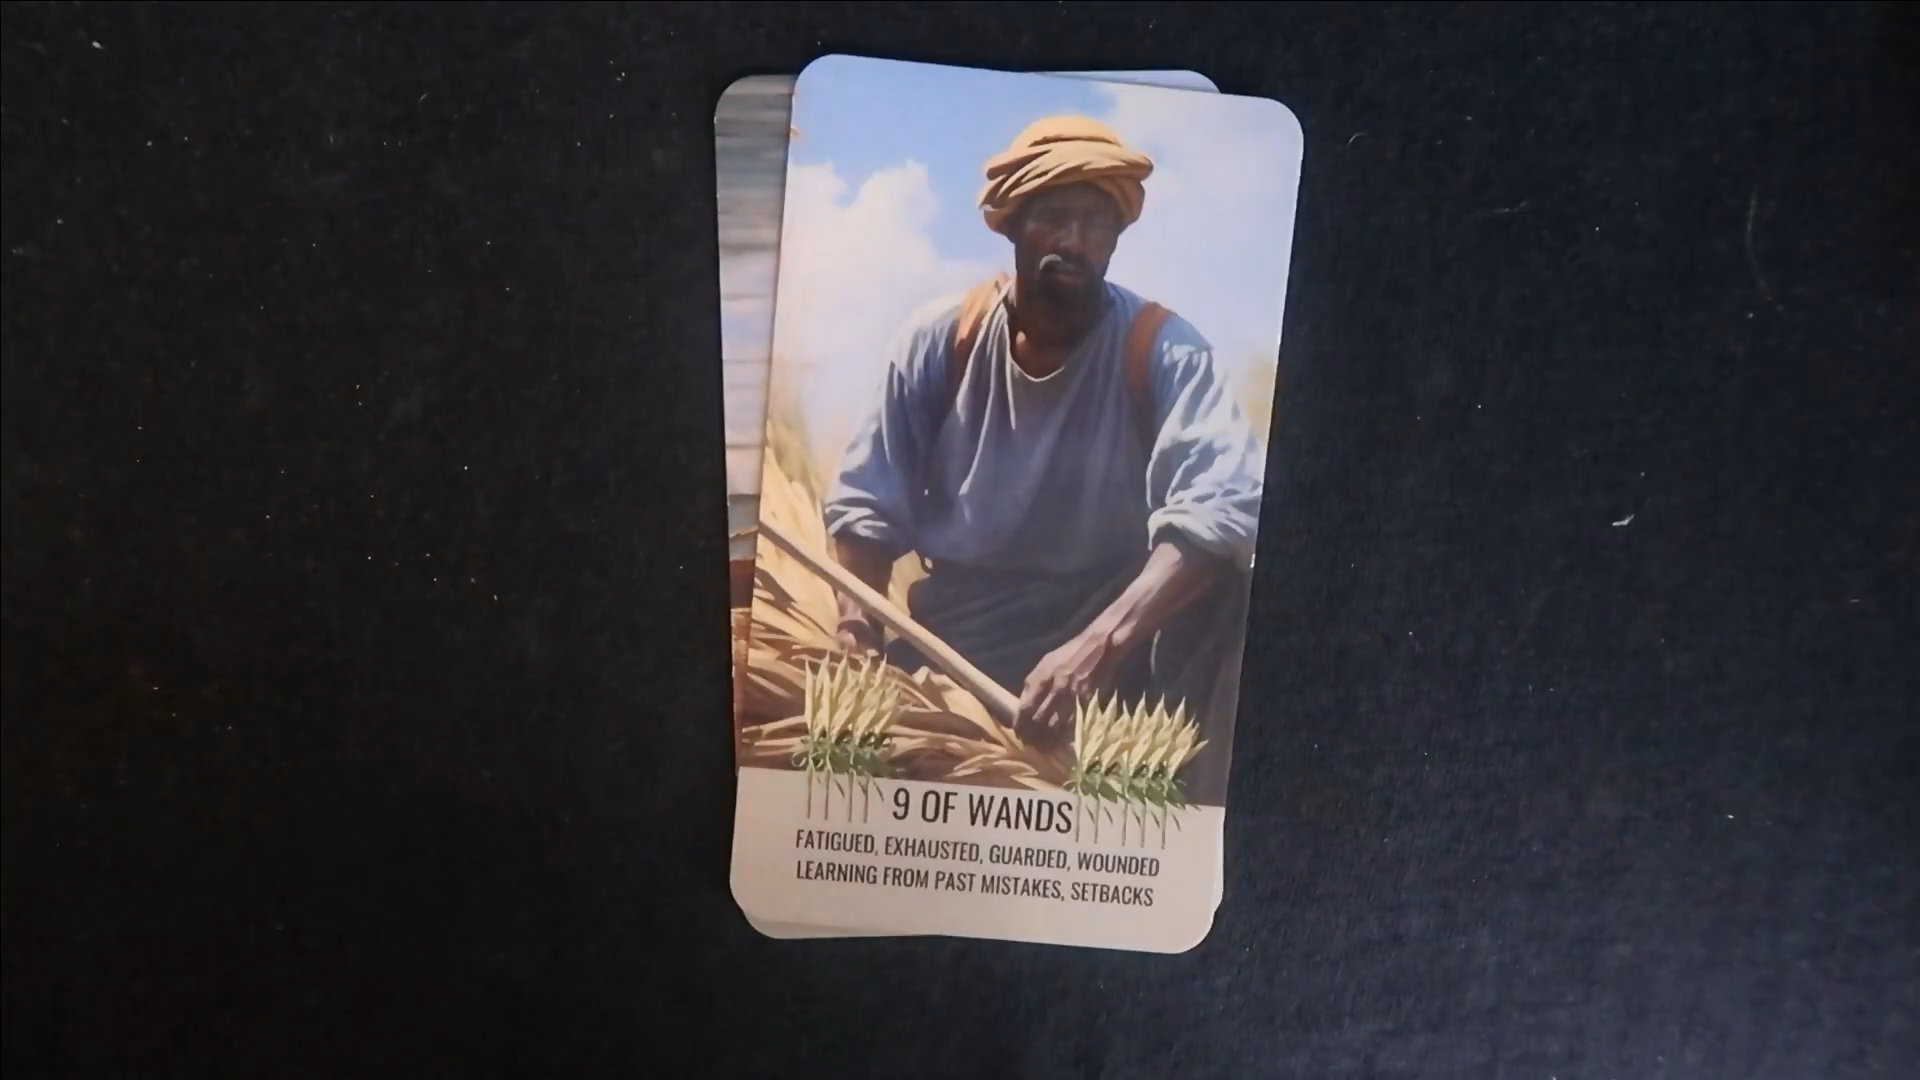 9 OF WANDS
FATIGUED, EXHAUSTED, GUARDED, WOUNDED
LEARNING FROM PAST MISTAKES, SETBACKS